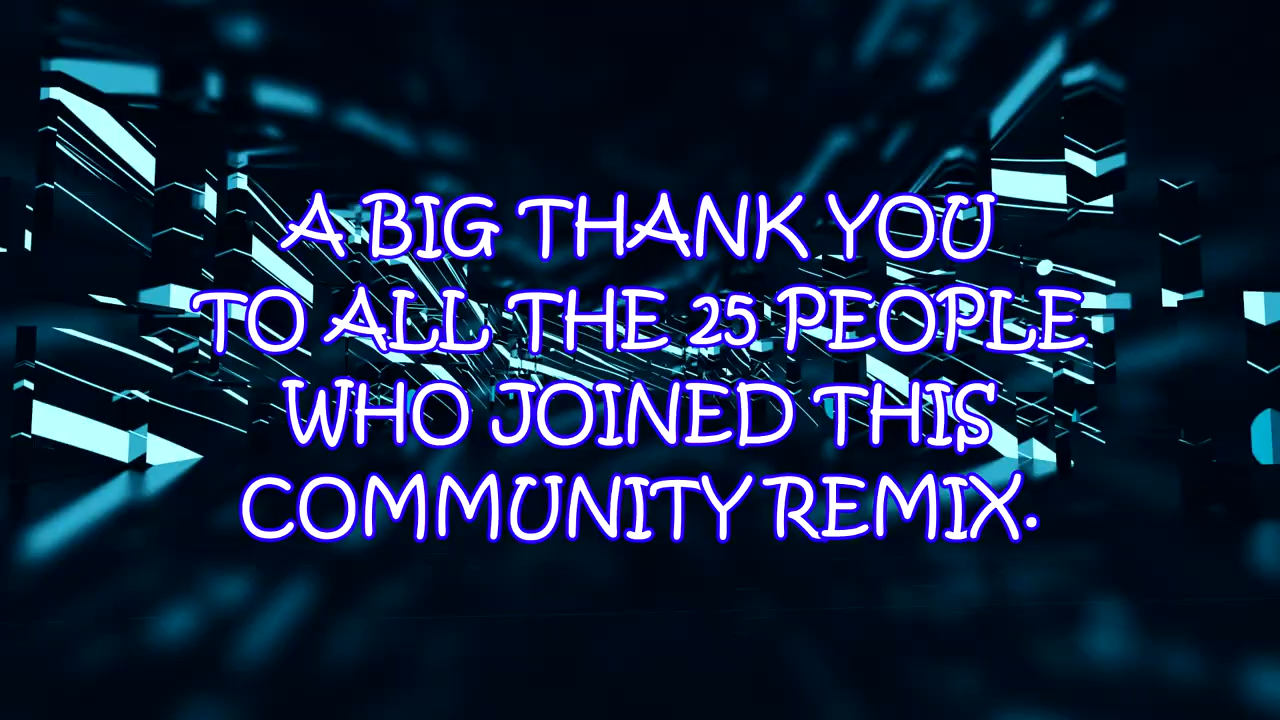 A BIG THANK YOU
TO ALL THE 25 PEOPLE
WHO JOINED THIS
COMMUNITY REMIX.